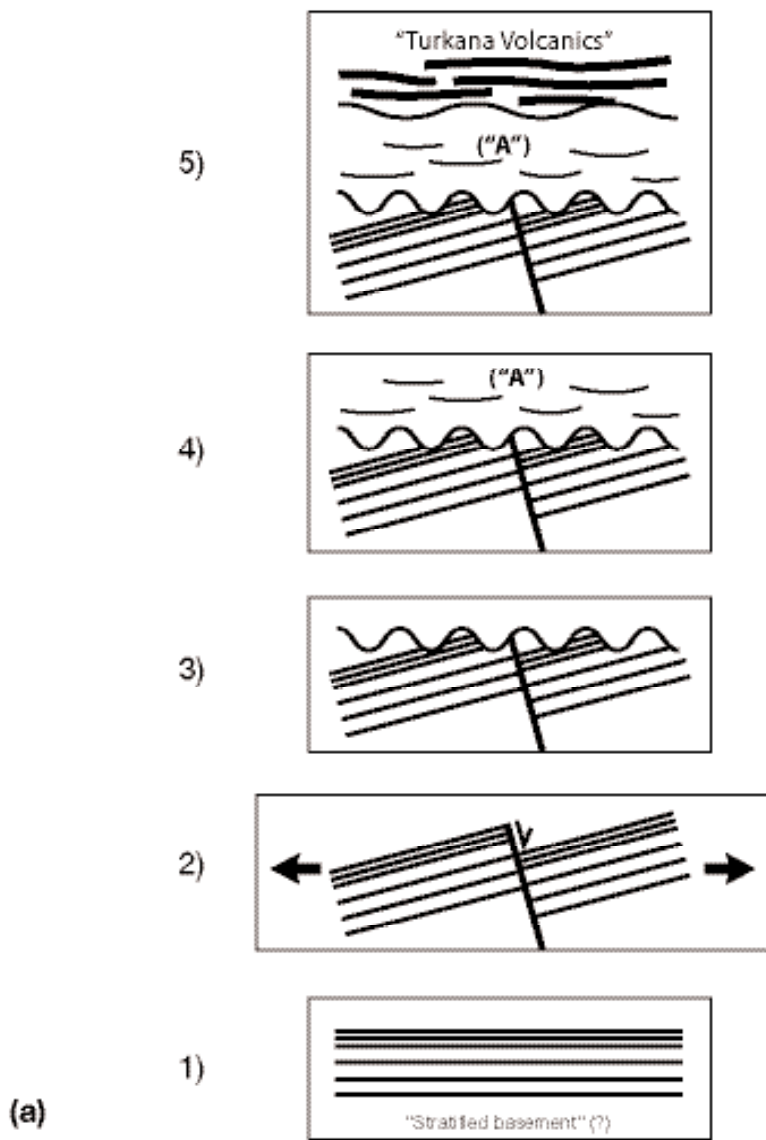 "Turkana Volcanics"
5)
("A")
("A")
4)
3)
2)
1)
"Stratified basement" (?)
(a)